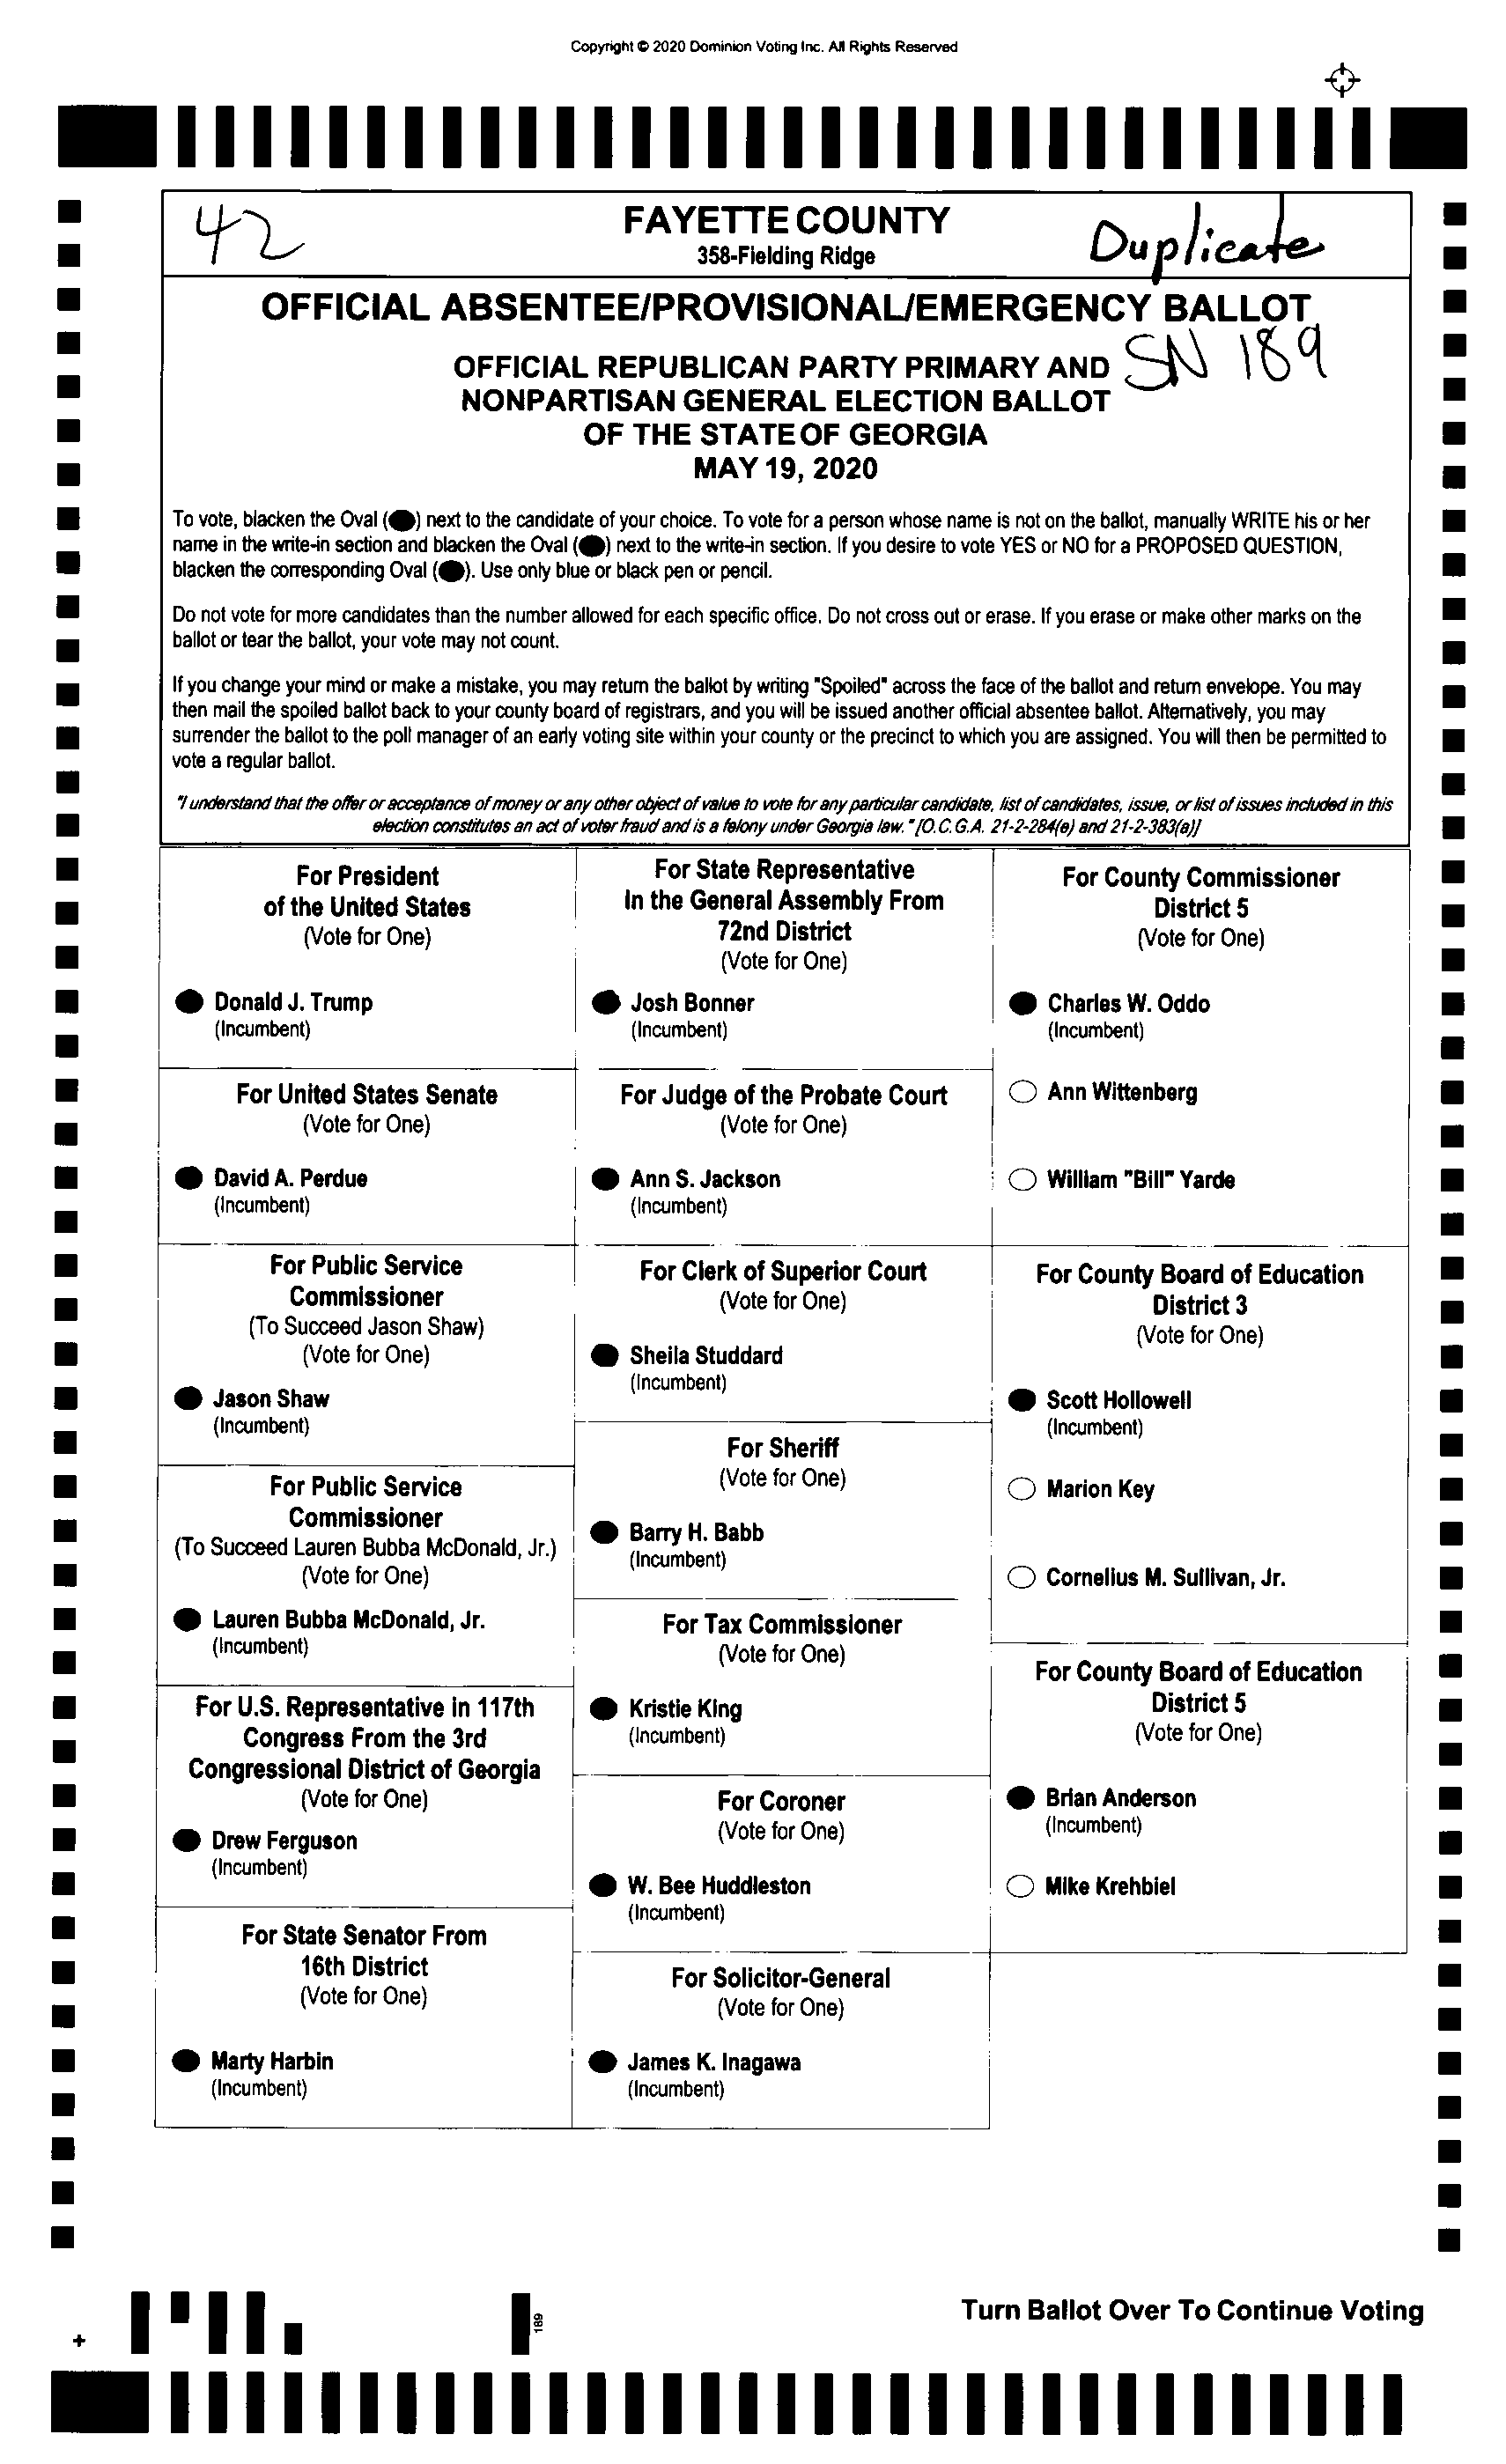 Copyright © 2020 Dominion Voting Inc. All Rights Reserved
42
FAYETTE COUNTY
358-Fielding Ridge
Duplicate
OFFICIAL ABSENTEE/PROVISIONAL/EMERGENCY BALLOT
OFFICIAL REPUBLICAN PARTY PRIMARY AND
SN 189
NONPARTISAN GENERAL ELECTION BALLOT
OF THE STATE OF GEORGIA
MAY 19, 2020
To vote, blacken the Oval (●) next to the candidate of your choice. To vote for a person whose name is not on the ballot, manually WRITE his or her
name in the write-in section and blacken the Oval (●) next to the write-in section. If you desire to vote YES or NO for a PROPOSED QUESTION,
blacken the corresponding Oval (●). Use only blue or black pen or pencil.
Do not vote for more candidates than the number allowed for each specific office. Do not cross out or erase. If you erase or make other marks on the
ballot or tear the ballot, your vote may not count.
If you change your mind or make a mistake, you may return the ballot by writing "Spoiled" across the face of the ballot and return envelope. You may
then mail the spoiled ballot back to your county board of registrars, and you will be issued another official absentee ballot. Alternatively, you may
surrender the ballot to the poll manager of an early voting site within your county or the precinct to which you are assigned. You will then be permitted to
vote a regular ballot.
"I understand that the offer or acceptance of money or any other object of value to vote for any particular candidate, list of candidates, issue, or list of issues included in this
election constitutes an act of voter fraud and is a felony under Georgia law." [O.C.G.A. 21-2-284(e) and 21-2-383(a)]
For President
of the United States
(Vote for One)
Donald J. Trump
(Incumbent)
For United States Senate
(Vote for One)
David A. Perdue
(Incumbent)
For Public Service
Commissioner
(To Succeed Jason Shaw)
(Vote for One)
Jason Shaw
(Incumbent)
For Public Service
Commissioner
(To Succeed Lauren Bubba McDonald, Jr.)
(Vote for One)
Lauren Bubba McDonald, Jr.
(Incumbent)
For U.S. Representative in 117th
Congress From the 3rd
Congressional District of Georgia
(Vote for One)
Drew Ferguson
(Incumbent)
For State Senator From
16th District
(Vote for One)
Marty Harbin
(Incumbent)
For State Representative
In the General Assembly From
72nd District
(Vote for One)
Josh Bonner
(Incumbent)
For Judge of the Probate Court
(Vote for One)
Ann S. Jackson
(Incumbent)
For Clerk of Superior Court
(Vote for One)
Sheila Studdard
(Incumbent)
For Sheriff
(Vote for One)
Barry H. Babb
(Incumbent)
For Tax Commissioner
(Vote for One)
Kristie King
(Incumbent)
For Coroner
(Vote for One)
W. Bee Huddleston
(Incumbent)
For Solicitor-General
(Vote for One)
James K. Inagawa
(Incumbent)
For County Commissioner
District 5
(Vote for One)
Charles W. Oddo
(Incumbent)
Ann Wittenberg
William "Bill" Yarde
For County Board of Education
District 3
(Vote for One)
Scott Hollowell
(Incumbent)
Marion Key
Cornelius M. Sullivan, Jr.
For County Board of Education
District 5
(Vote for One)
Brian Anderson
(Incumbent)
Mike Krehbiel
189
Turn Ballot Over To Continue Voting